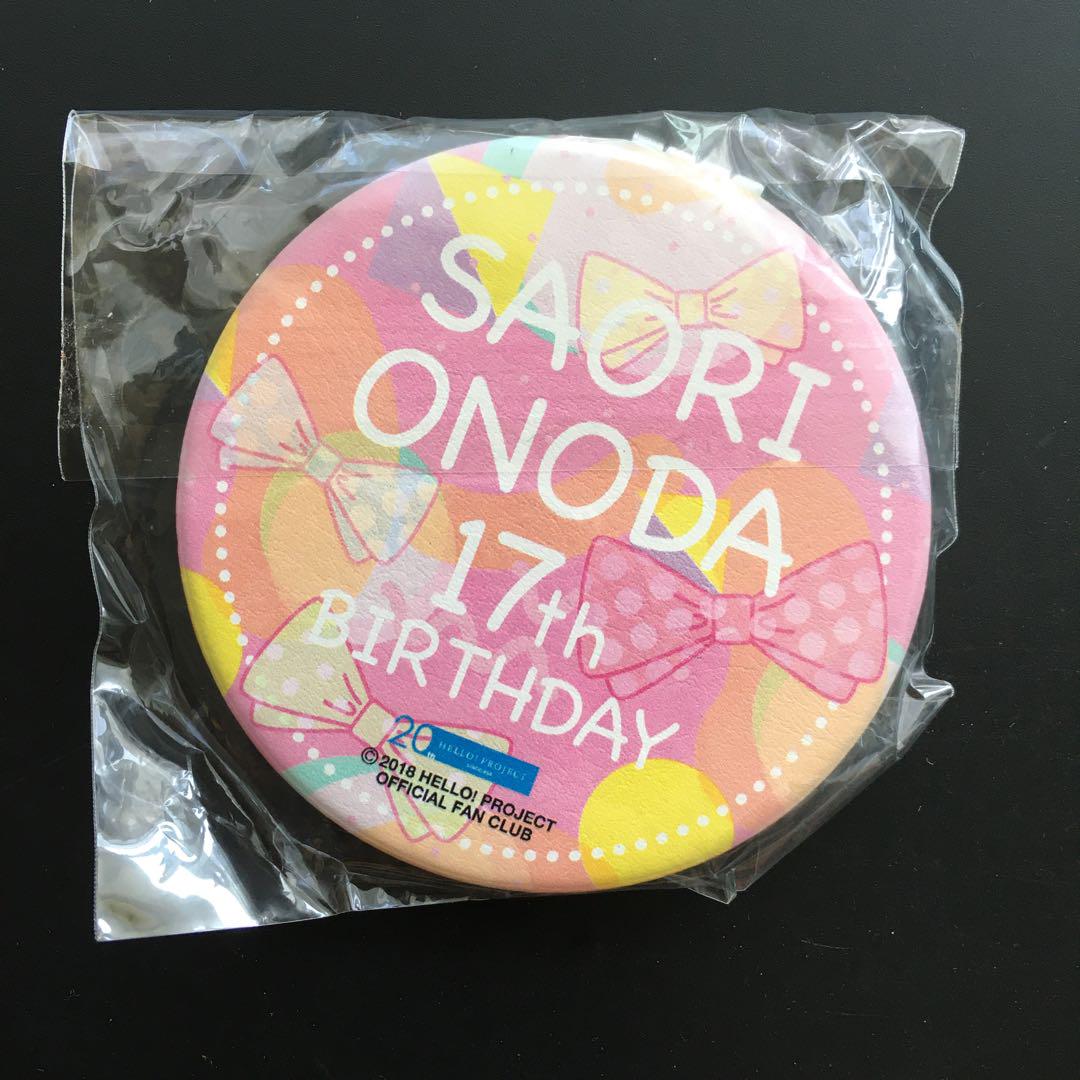 SAORI
ONODA
17th
BIRTHDAY
20th HELLO! PROJECT
© 2018 HELLO! PROJECT
OFFICIAL FAN CLUB